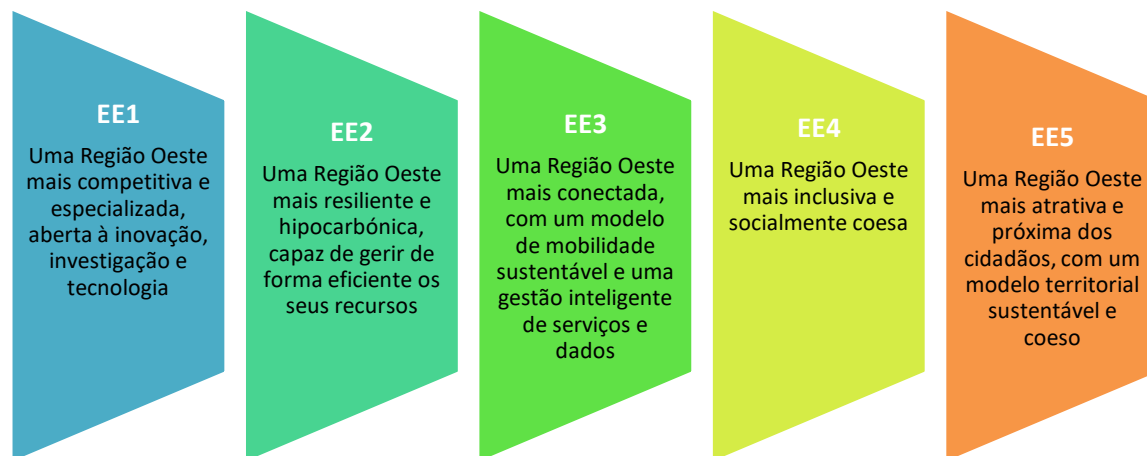 EE1
Uma Região Oeste
mais competitiva e
especializada,
aberta à inovação,
investigação e
tecnologia
EE2
Uma Região Oeste
mais resiliente e
hipocarbónica,
capaz de gerir de
forma eficiente os
seus recursos
EE3
Uma Região Oeste
mais conectada,
com um modelo
de mobilidade
sustentável e uma
gestão inteligente
de serviços e
dados
EE4
Uma Região Oeste
mais inclusiva e
socialmente coesa
EE5
Uma Região Oeste
mais atrativa e
próxima dos
cidadãos, com um
modelo territorial
sustentável e
coeso